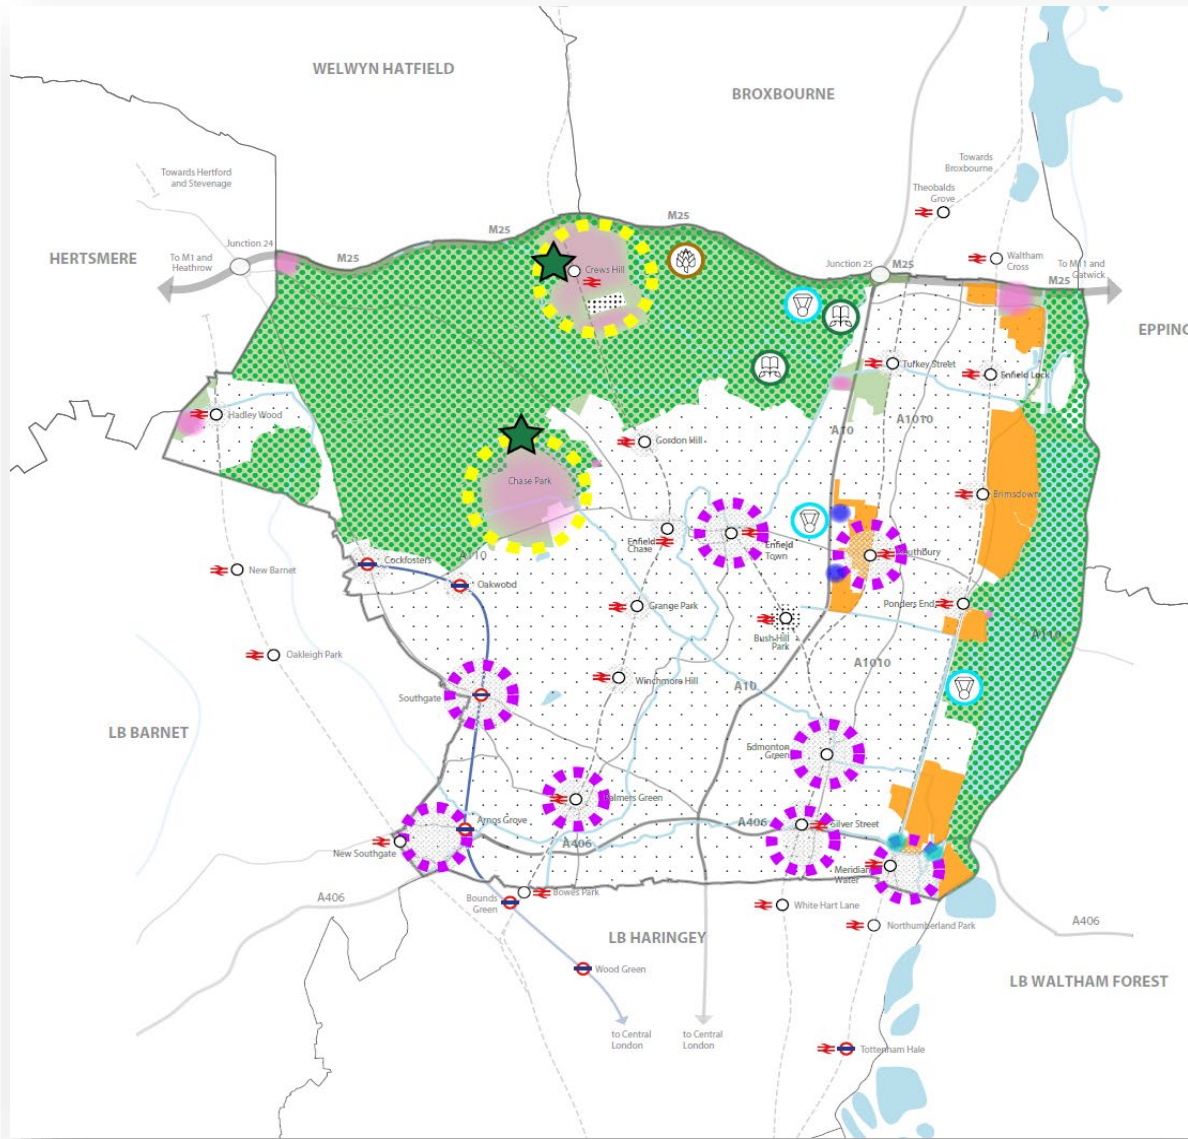 WELWYN HATFIELD
BROXBOURNE
Towards
Broxbourne
Towards Hertford
and Stevenage
Theobalds
Grove
M25
M25
HERTSMERE
Junction 24
To M1 and
Heathrow
M25
Crews Hill
Junction 25
M25
Waltham
Cross
To M11 and
Gatwick
M25
EPPING
Turkey Street
Enfield Lock
Hadley Wood
A1010
A10
Gordon Hill
Chase Park
Brimsdown
Enfield
Chase
Enfield
Town
Southbury
A110
Cockfosters
New Barnet
Oakwood
Grange Park
Ponders End
Bush Hill
Park
A110
Oakleigh Park
A1010
Winchmore Hill
A10
Southgate
LB BARNET
Edmonton
Green
Palmers Green
Arnos Grove
A406
Silver Street
A406
New Southgate
Meridian
Water
A406
Bounds
Green
Bowes Park
White Hart Lane
Northumberland Park
A406
LB HARINGEY
Wood Green
LB WALTHAM FOREST
to Central
London
to Central
London
Tottenham Hale